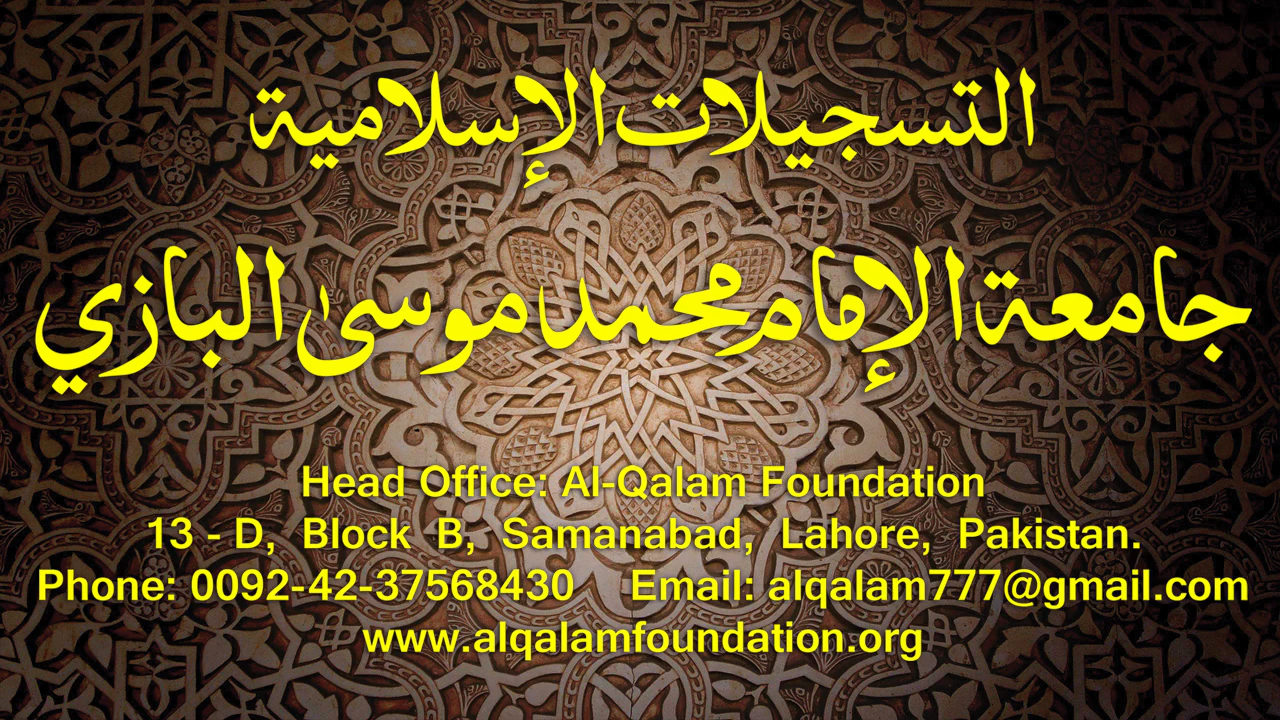 التسجيلات الإسلامية
جامعة الإمام محمد موسى البازي
Head Office: Al-Qalam Foundation
13 - D, Block B, Samanabad, Lahore, Pakistan.
Phone: 0092-42-37568430 Email: alqalam777@gmail.com
www.alqalamfoundation.org